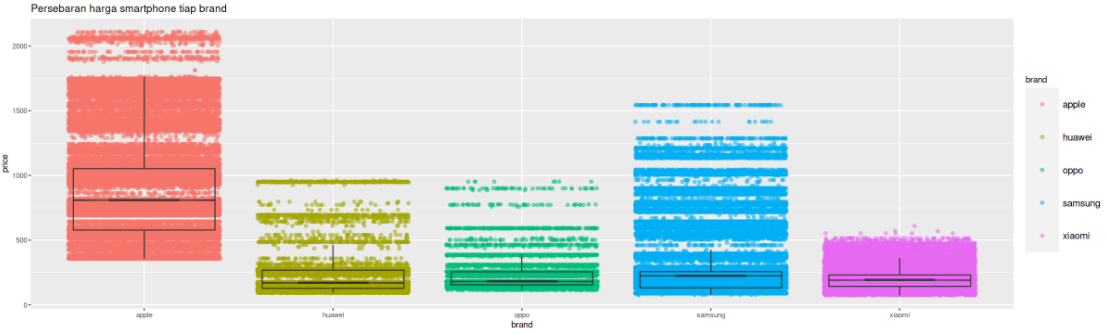 Persebaran harga smartphone tiap brand
price
2000
1500
1000
500
0
apple
huawei
oppo
samsung
xiaomi
brand
brand
apple
huawei
oppo
samsung
xiaomi